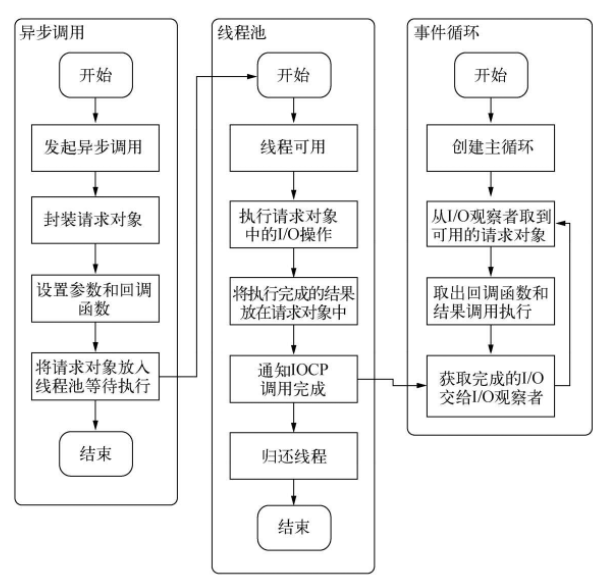 异步调用
开始
发起异步调用
封装请求对象
设置参数和回调
函数
将请求对象放入
线程池等待执行
结束
线程池
开始
线程可用
执行请求对象
中的I/O操作
将执行完成的结果
放在请求对象中
通知IOCP
调用完成
归还线程
结束
事件循环
开始
创建主循环
从I/O观察者取到
可用的请求对象
取出回调函数和
结果调用执行
获取完成的I/O
交给I/O观察者